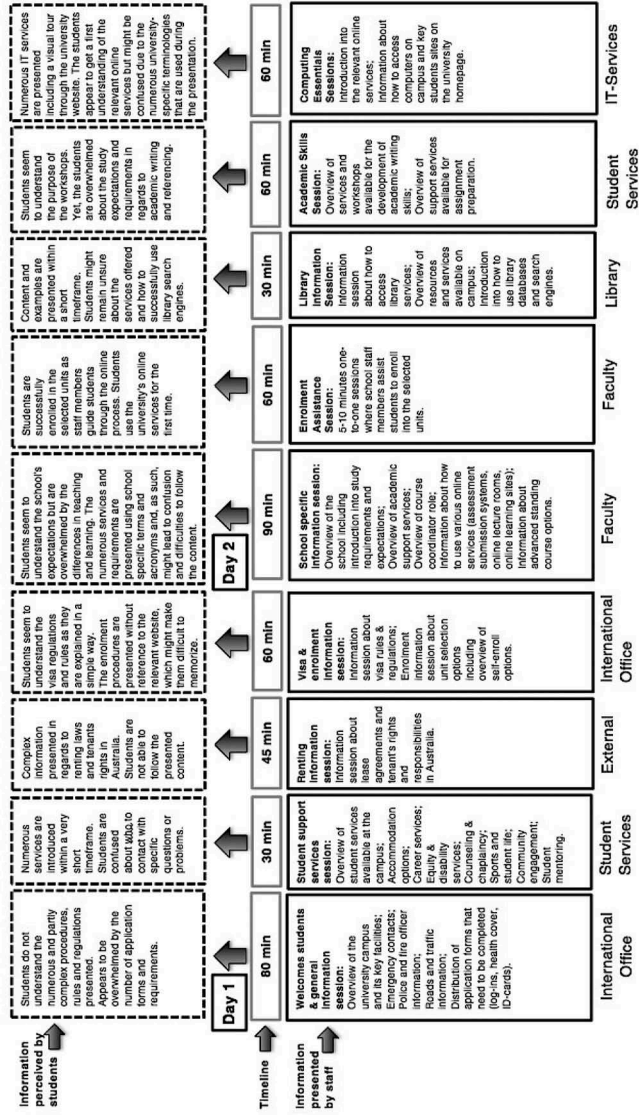 Information
perceived by
students
Students do not
understand the
numerous and partly
complex procedures,
rules and regulations
presented.
Appears to be
overwhelmed by the
number of application
forms and
requirements.
Numerous
services are
introduced
within a very
short
timeframe.
Students are
confused
about who to
contact with
specific
questions or
problems.
Complex
information
presented in
regards to
renting laws
and tenants
rights in
Australia.
Students are
not able to
follow the
presented
content.
Students seem to
understand the
visa regulations
and rules as they
are explained in a
simple way.
The enrolment
procedures are
presented without
reference to the
relevant website,
which might make
them difficult to
memorize.
Students seem to
understand the school's
expectations but are
overwhelmed by the
differences in teaching
and learning. The
numerous services and
requirements are
presented using school
specific terms and
acronyms and, as such,
might lead to confusion
and difficulties to follow
the content.
Students are
successfully
enrolled in the
selected units as
staff members
guide students
through the online
process. Students
use the
university's online
services for the
first time.
Content and
examples are
presented within
a short
timeframe.
Students might
remain unsure
about the
services offered
and how to
successfully use
library search
engines.
Students seem
to understand
the purpose of
the workshops.
Yet, the students
are overwhelmed
about the study
expectations and
requirements in
regards to
academic writing
and referencing.
Numerous IT services
are presented
including a visual tour
through the university
website. The students
appear to get a first
understanding of the
relevant online
services but might be
confused due to the
numerous university-
specific terminologies
that are used during
the presentation.
Day 1
Day 2
Timeline
80 min
30 min
45 min
60 min
90 min
60 min
30 min
60 min
60 min
Information
presented
by staff
Welcomes students
& general
Information
session:
Overview of the
university campus
and its key facilities;
Emergency contacts;
Police and fire officer
information;
Roads and traffic
information;
Distribution of
application forms that
need to be completed
(log-ins, health cover,
ID-cards).
Student support
services
session:
Overview of
student services
available at the
campus;
Accommodation
options;
Career services;
Equity &
disability
services;
Counseling &
chaplaincy;
Sports and
student life;
Community
engagement;
Student
mentoring.
Renting
Information
session:
Information
session about
lease
agreements and
tenant's rights
and
responsibilities
in Australia.
Visa &
enrolment
Information
session:
Information
session about
visa rules &
regulations;
Enrolment
information
session about
unit selection
options
including
overview of
self-enroll
options.
School specific
Information session:
Overview of the
school including
introduction into study
requirements and
expectations;
Overview of academic
support services;
Overview of course
coordinator role;
Information about how
to use various online
services (assessment
submission systems,
online lecture rooms,
online learning sites);
Information about
advanced standing
course options.
Enrolment
Assistance
Session:
5-10 minutes one-
to-one sessions
where school staff
members assist
students to enroll
into the selected
units.
Library
Information
Session:
Information
session
about how to
access
library
services;
Overview of
resources
and services
available on
campus;
Introduction
into how to
use library
databases
and search
engines.
Academic Skills
Session:
Overview of
services and
workshops
available for the
development of
academic writing
skills;
Overview of
support services
available for
assignment
preparation.
Computing
Essentials
Sessions:
Introduction into
the relevant online
services;
Information about
how to access
computers on
campus and key
students sites on
the university
homepage.
International
Office
Student
Services
External
International
Office
Faculty
Faculty
Library
Student
Services
IT-Services